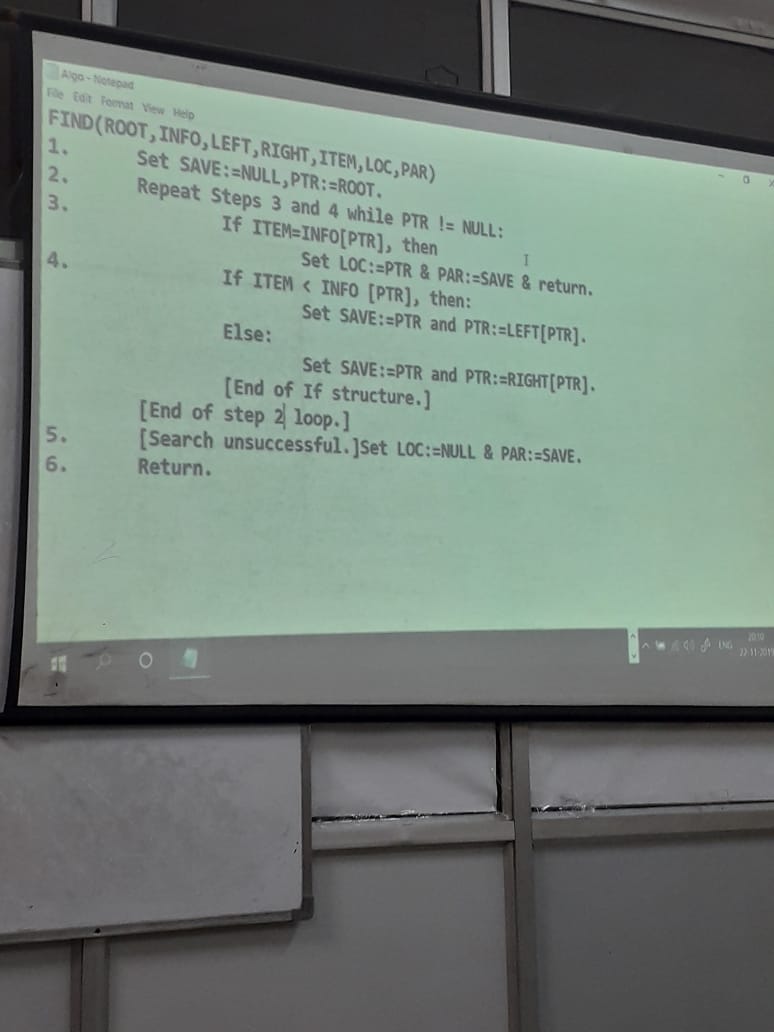 Algo - Notepad
File Edit Format View Help
FIND(ROOT,INFO,LEFT,RIGHT,ITEM,LOC,PAR)
1. Set SAVE:=NULL,PTR:=ROOT.
2. Repeat Steps 3 and 4 while PTR != NULL:
3. If ITEM=INFO[PTR], then
Set LOC:=PTR & PAR:=SAVE & return.
4. If ITEM < INFO [PTR], then:
Set SAVE:=PTR and PTR:=LEFT[PTR].
Else:
Set SAVE:=PTR and PTR:=RIGHT[PTR].
[End of If structure.]
[End of step 2 loop.]
5. [Search unsuccessful.]Set LOC:=NULL & PAR:=SAVE.
6. Return.
ENG
20:10
22-11-2019